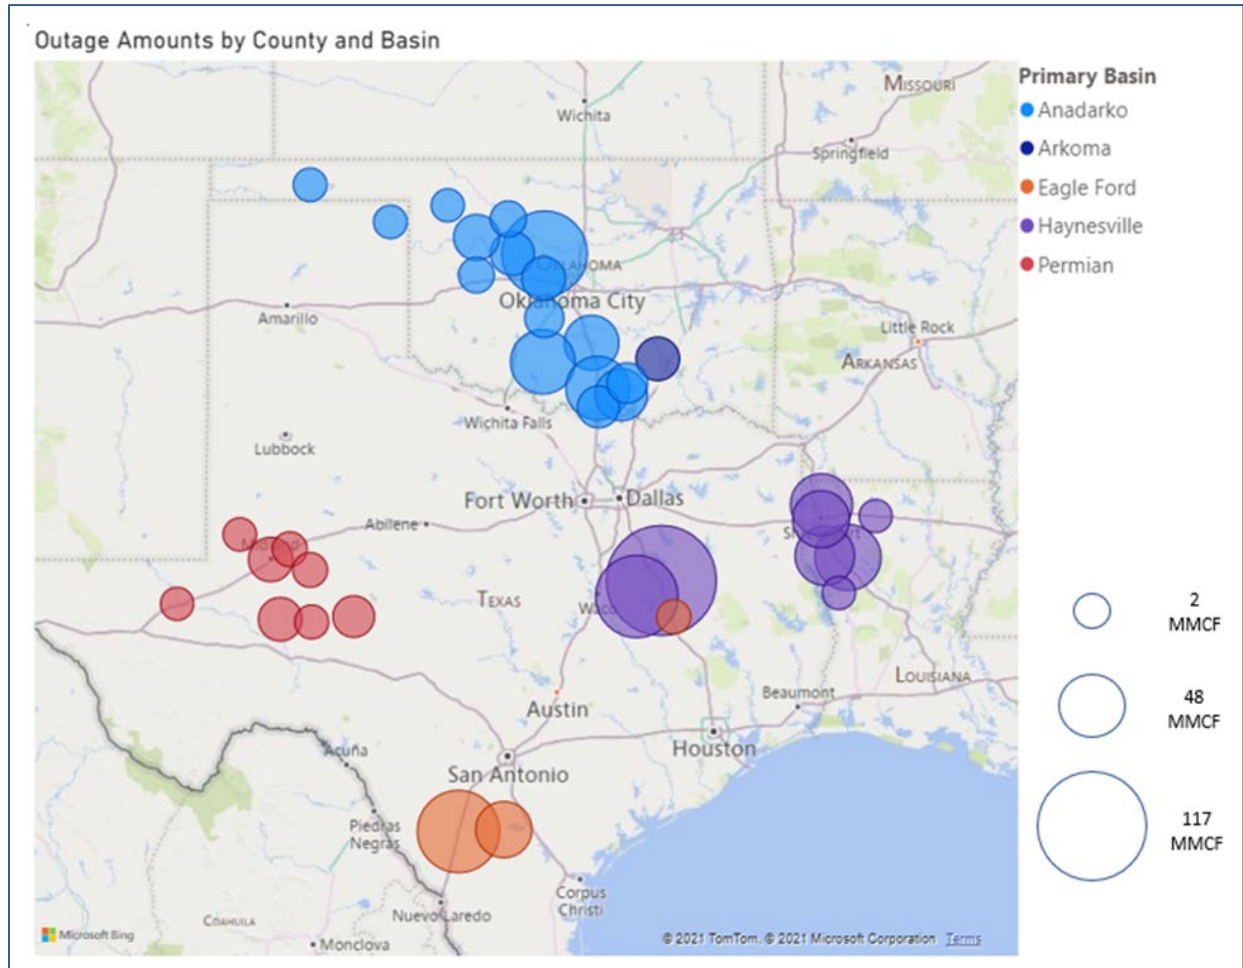 Outage Amounts by County and Basin
Primary Basin
Anadarko
Arkoma
Eagle Ford
Haynesville
Permian
MISSOURI
Wichita
Springfield
OKLAHOMA
Oklahoma City
Amarillo
Little Rock
ARKANSAS
Wichita Falls
Lubbock
Fort Worth
Dallas
Abilene
TEXAS
Waco
LOUISIANA
Beaumont
Austin
Houston
Acuña
San Antonio
Piedras
Negras
Corpus
Christi
Nuevo Laredo
COAHUILA
Monclova
2
MMCF
48
MMCF
117
MMCF
Microsoft Bing
© 2021 TomTom, © 2021 Microsoft Corporation Terms